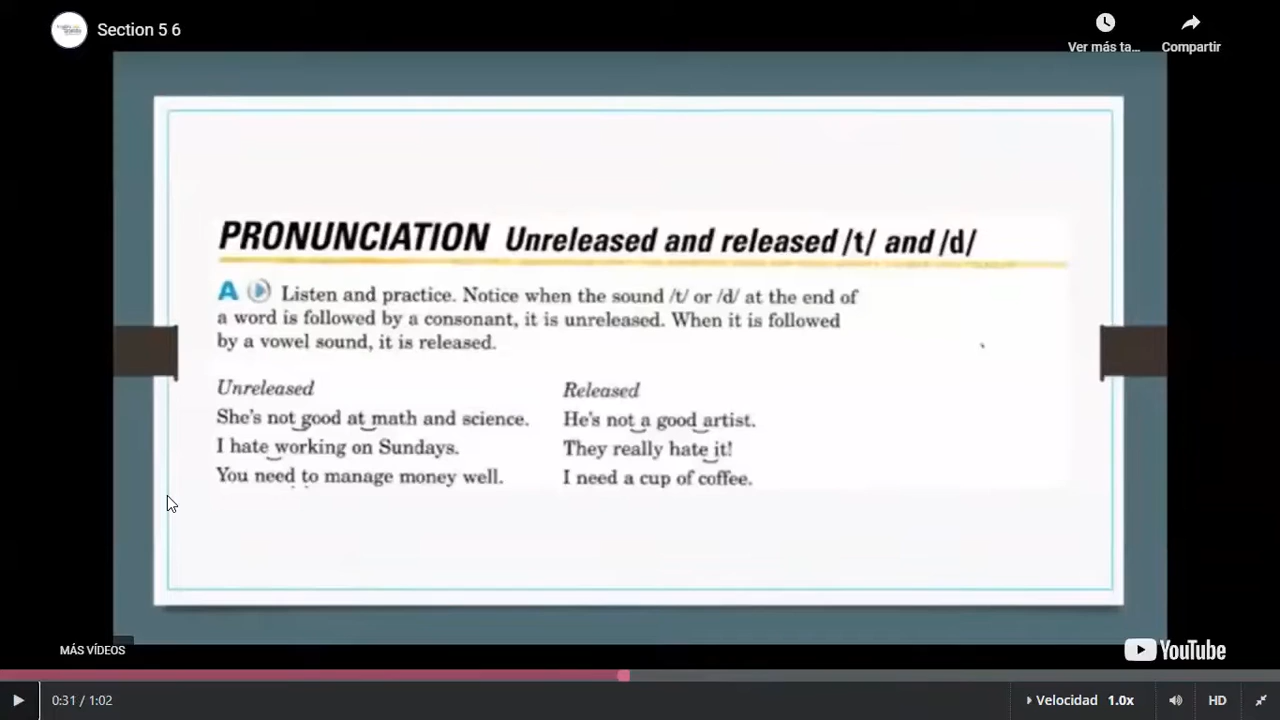 Section 5 6
Ver más ta...
Compartir
PRONUNCIATION Unreleased and released /t/ and /d/
A Listen and practice. Notice when the sound /t/ or /d/ at the end of
a word is followed by a consonant, it is unreleased. When it is followed
by a vowel sound, it is released.
Unreleased
She's not good at math and science.
I hate working on Sundays.
You need to manage money well.
Released
He's not a good artist.
They really hate it!
I need a cup of coffee.
MÁS VÍDEOS
YouTube
0:31 / 1:02
Velocidad 1.0x
HD